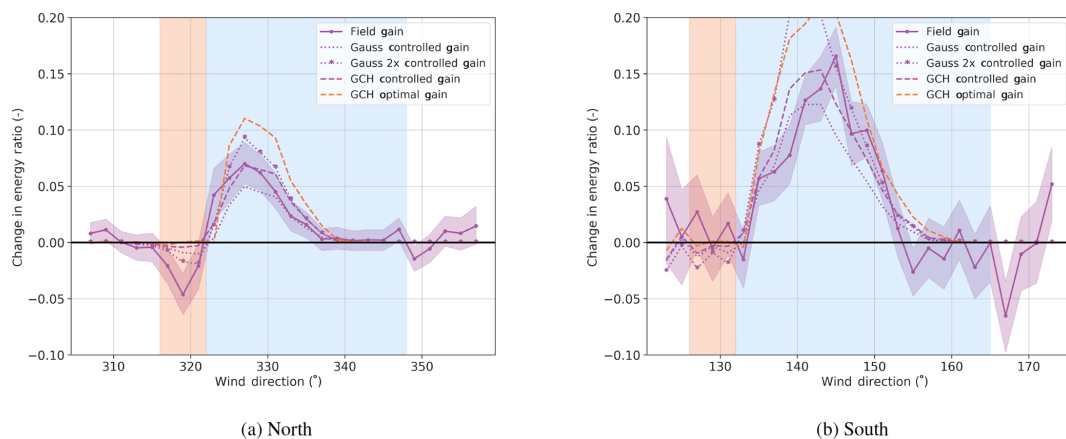 0.20
0.15
0.10
0.05
0.00
−0.05
−0.10
Change in energy ratio (-)
310 320 330 340 350
Wind direction (°)
Field gain
Gauss controlled gain
Gauss 2x controlled gain
GCH controlled gain
GCH optimal gain
(a) North
0.20
0.15
0.10
0.05
0.00
−0.05
−0.10
Change in energy ratio (-)
130 140 150 160 170
Wind direction (°)
Field gain
Gauss controlled gain
Gauss 2x controlled gain
GCH controlled gain
GCH optimal gain
(b) South